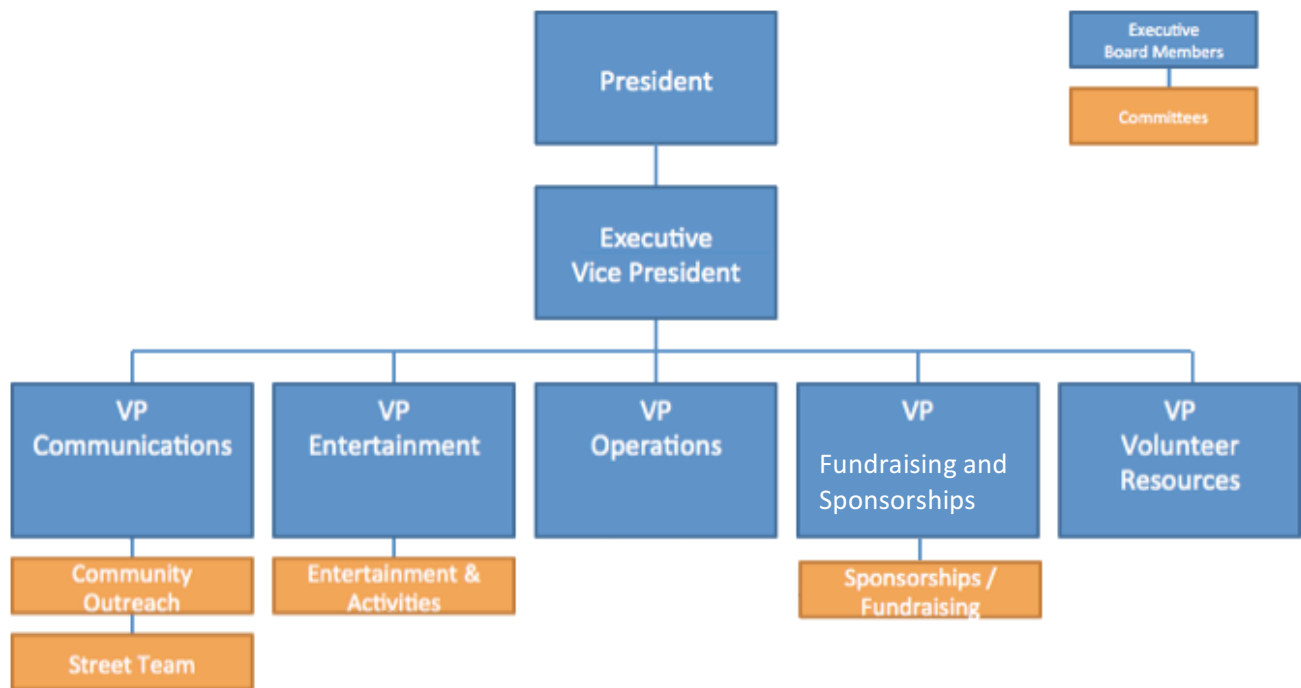 President
Executive
Board Members
Committees
Executive
Vice President
VP
Communications
VP
Entertainment
VP
Operations
VP
Fundraising and
Sponsorships
VP
Volunteer
Resources
Community
Outreach
Street Team
Entertainment &
Activities
Sponsorships /
Fundraising